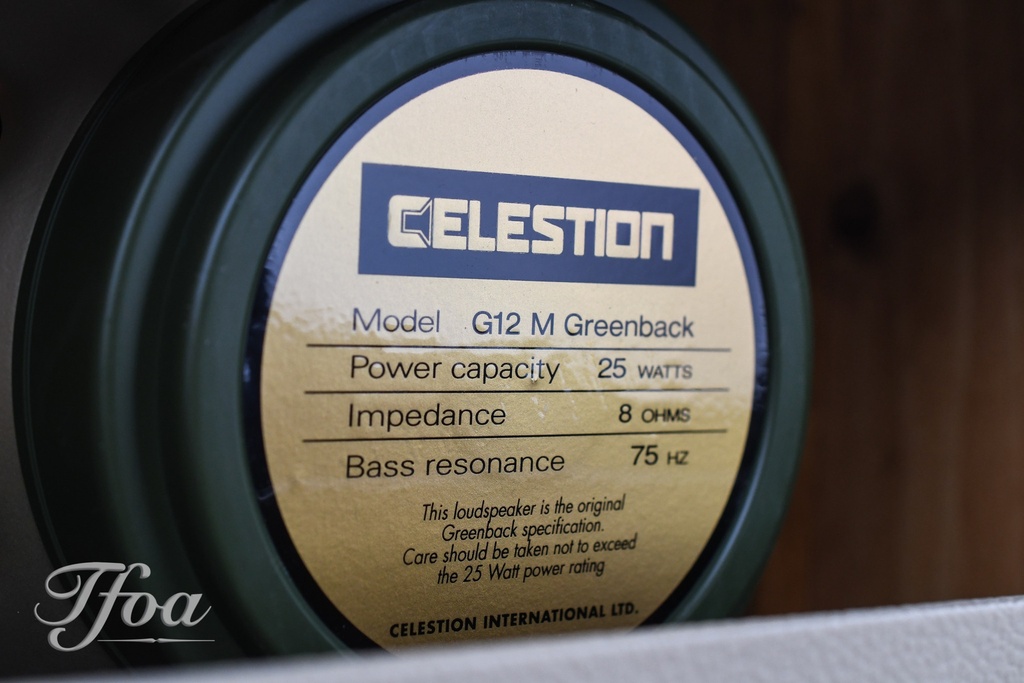 CELESTION
Model G12 M Greenback
Power capacity 25 WATTS
Impedance 8 OHMS
Bass resonance 75 HZ
This loudspeaker is the original
Greenback specification.
Care should be taken not to exceed
the 25 Watt power rating
CELESTION INTERNATIONAL LTD.
Tfoa